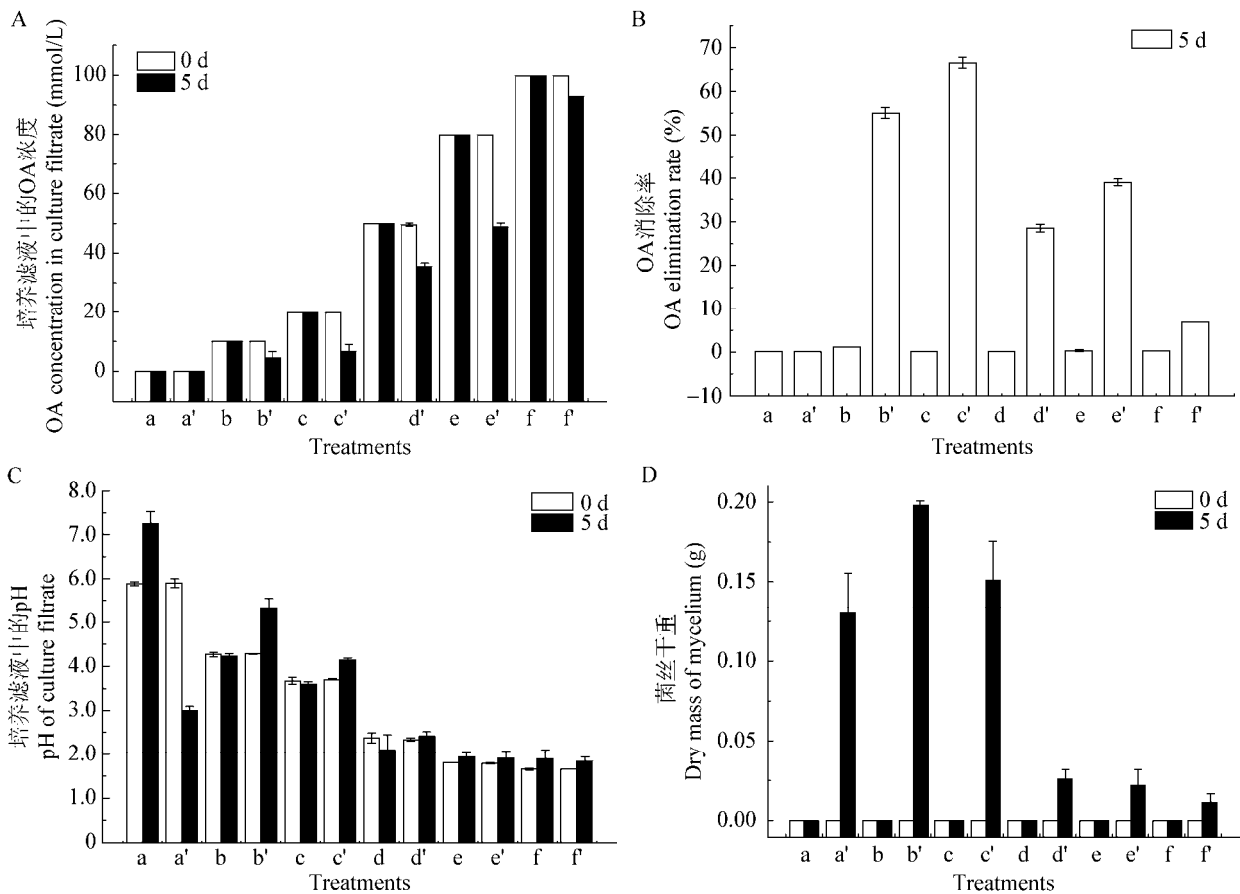 A
培养滤液中的OA浓度
OA concentration in culture filtrate (mmol/L)
100
80
60
40
20
0
0 d
5 d
a a' b b' c c' d' e e' f f'
Treatments
B
OA消除率
OA elimination rate (%)
70
65
60
50
40
30
20
10
0
−10
5 d
a a' b b' c c' d d' e e' f f'
Treatments
C
培养滤液中的pH
pH of culture filtrate
8.0
7.0
6.0
5.0
4.0
3.0
2.0
1.0
0
0 d
5 d
a a' b b' c c' d d' e e' f f'
Treatments
D
菌丝干重
Dry mass of mycelium (g)
0.20
0.15
0.10
0.05
0.00
0 d
5 d
a a' b b' c c' d d' e e' f f'
Treatments